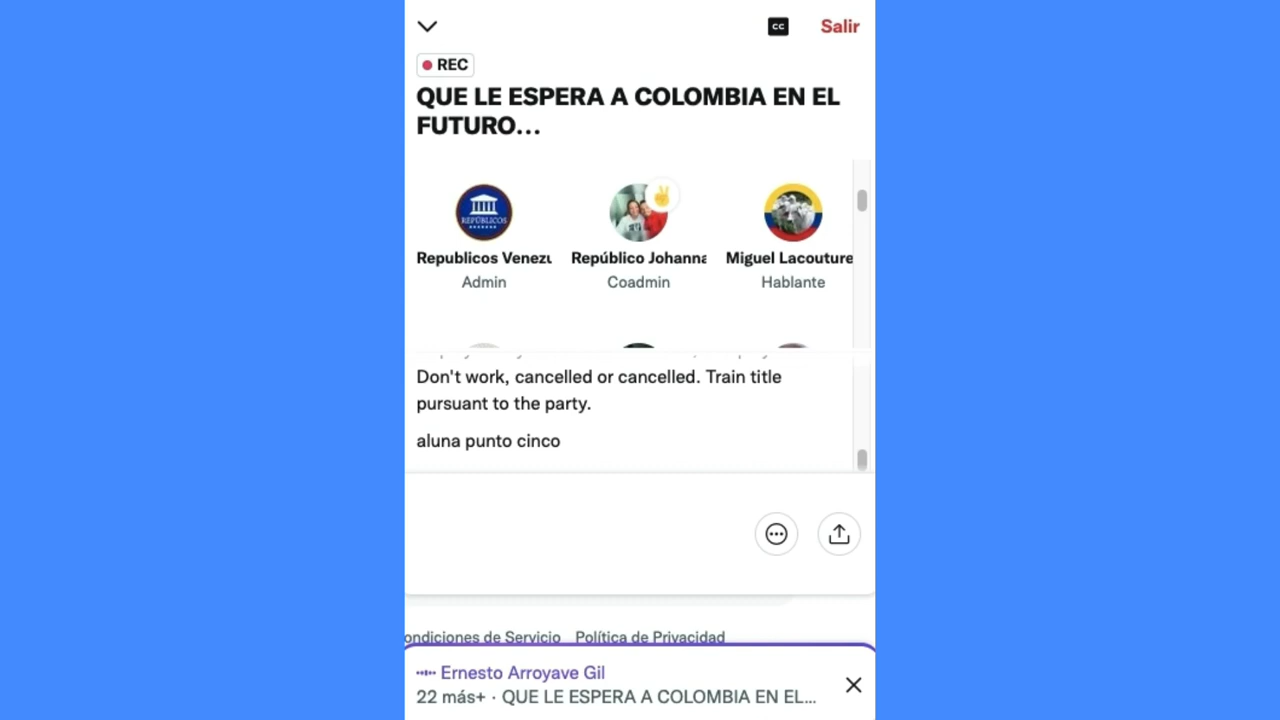 CC
Salir
REC
QUE LE ESPERA A COLOMBIA EN EL
FUTURO...
REPÚBLICOS
Republicos Venezu
República Johanna
Miguel Lacouture
Admin
Coadmin
Hablante
Don't work, cancelled or cancelled. Train title
pursuant to the party.
aluna punto cinco
ondiciones de Servicio
Política de Privacidad
Ernesto Arroyave Gil
22 más+ · QUE LE ESPERA A COLOMBIA EN EL...